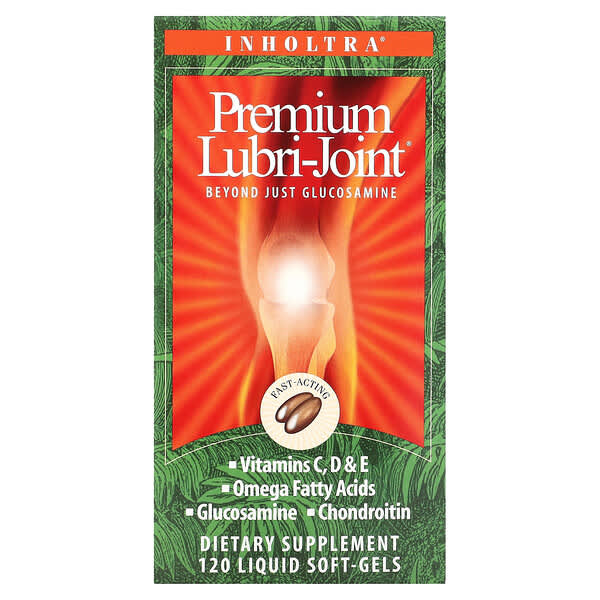 INHOLTRA®
Premium
Lubri-Joint®
BEYOND JUST GLUCOSAMINE
FAST-ACTING
▪ Vitamins C, D & E
▪ Omega Fatty Acids
▪ Glucosamine ▪ Chondroitin
DIETARY SUPPLEMENT
120 LIQUID SOFT-GELS